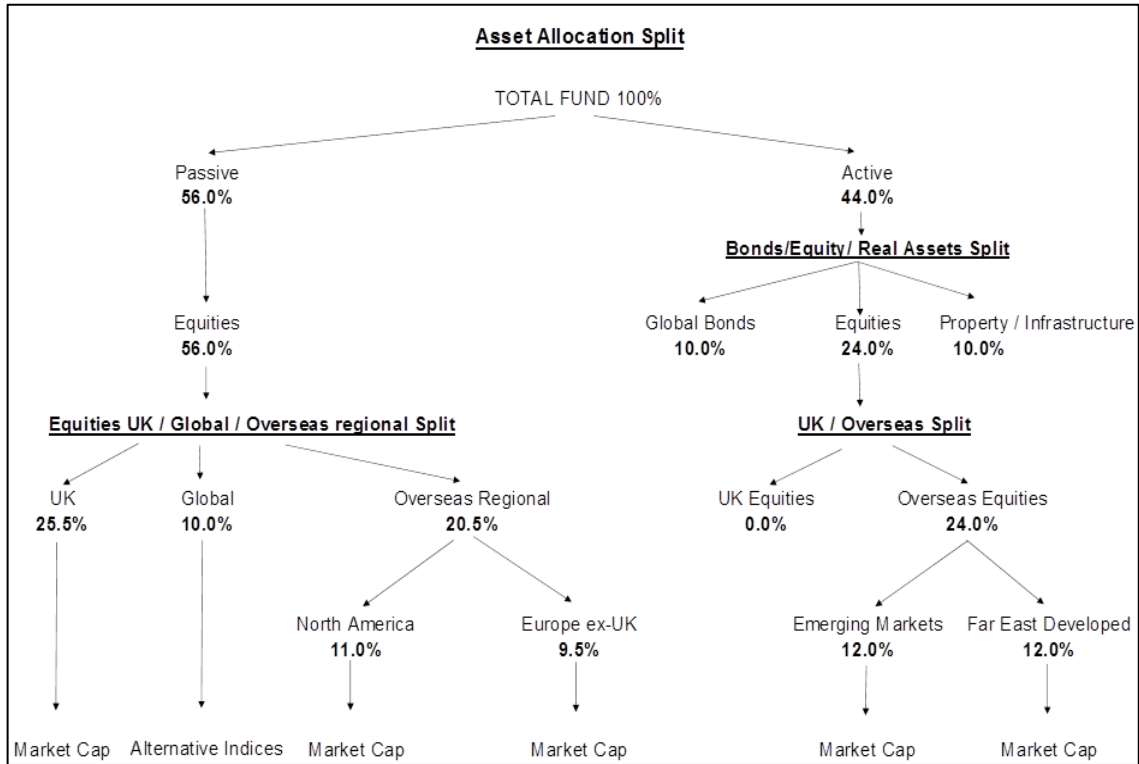 Asset Allocation Split
TOTAL FUND 100%
Passive
56.0%
Active
44.0%
Bonds/Equity/ Real Assets Split
Equities
56.0%
Global Bonds
10.0%
Equities
24.0%
Property / Infrastructure
10.0%
Equities UK / Global / Overseas regional Split
UK / Overseas Split
UK
25.5%
Global
10.0%
Overseas Regional
20.5%
UK Equities
0.0%
Overseas Equities
24.0%
North America
11.0%
Europe ex-UK
9.5%
Emerging Markets
12.0%
Far East Developed
12.0%
Market Cap
Alternative Indices
Market Cap
Market Cap
Market Cap
Market Cap